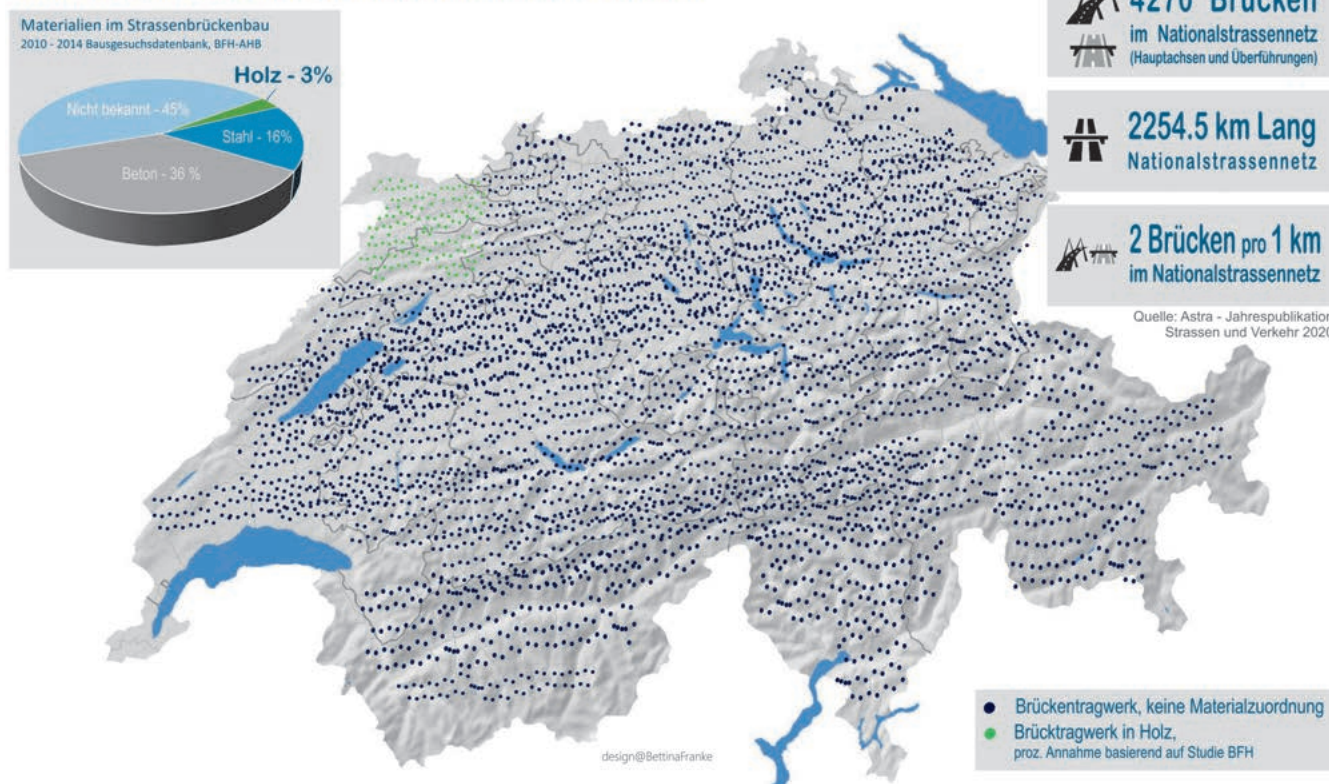 Materialien im Strassenbrückenbau
2010 - 2014 Bausgesuchsdatenbank, BFH-AHB
Holz - 3%
Nicht bekannt - 45%
Stahl - 16%
Beton - 36 %
4270 Brücken
im Nationalstrassennetz
(Hauptachsen und Überführungen)
2254.5 km Lang
Nationalstrassennetz
2 Brücken pro 1 km
im Nationalstrassennetz
Quelle: Astra - Jahrespublikation
Strassen und Verkehr 2020
Brückentragwerk, keine Materialzuordnung
Brücktragwerk in Holz,
proz. Annahme basierend auf Studie BFH
design@BettinaFranke